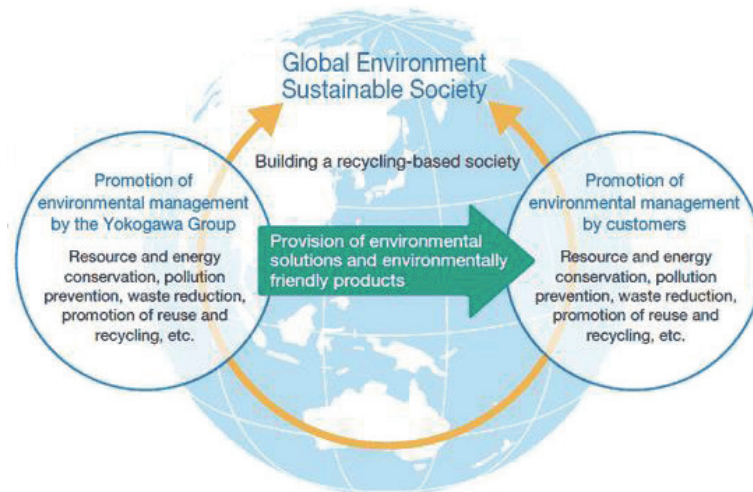 Global Environment
Sustainable Society
Building a recycling-based society
Promotion of
environmental management
by the Yokogawa Group
Resource and energy
conservation, pollution
prevention, waste reduction,
promotion of reuse and
recycling, etc.
Provision of environmental
solutions and environmentally
friendly products
Promotion of
environmental management
by customers
Resource and energy
conservation, pollution
prevention, waste reduction,
promotion of reuse and
recycling, etc.